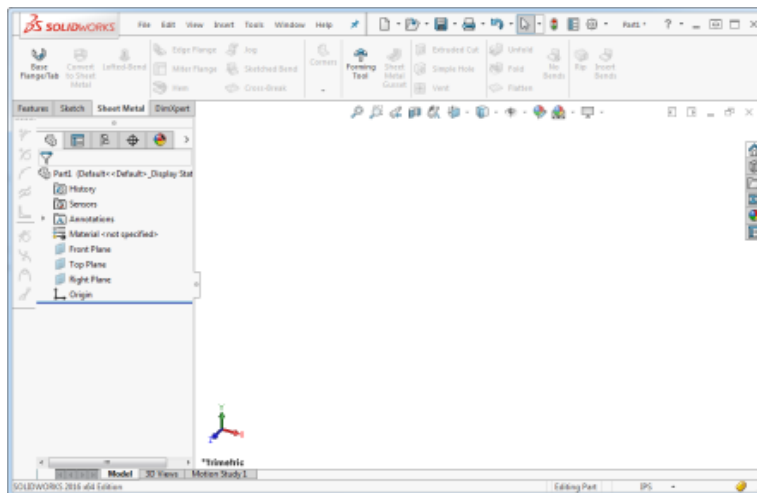 SOLIDWORKS File Edit View Insert Tools Window Help Part1 ?
Base Flange/Tab
Convert to Sheet Metal
Lofted-Bend
Edge Flange
Miter Flange
Hem
Jog
Sketched Bend
Cross-Break
Corners
Forming Tool
Sheet Metal Gusset
Extruded Cut
Simple Hole
Vent
Unfold
Fold
Flatten
No Bends
Rip
Insert Bends
Features Sketch Sheet Metal DimXpert
Part1 (Default<<Default>_Display Stat
History
Sensors
Annotations
Material <not specified>
Front Plane
Top Plane
Right Plane
Origin
*Trimetric
Model 3D Views Motion Study 1
SOLIDWORKS 2016 x64 Edition Editing Part IPS